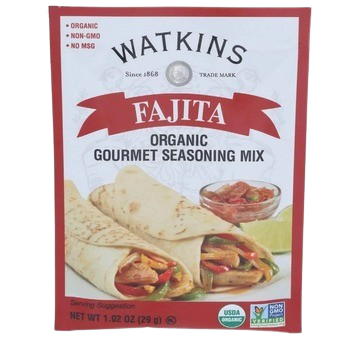 • ORGANIC
• NON-GMO
• NO MSG
WATKINS
Since 1868 TRADE MARK
FAJITA
ORGANIC
GOURMET SEASONING MIX
Serving Suggestion
NET WT 1.02 OZ (29 g)
USDA
ORGANIC
NON
GMO
Project
VERIFIED